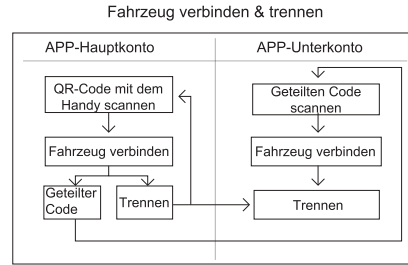 Fahrzeug verbinden & trennen
APP-Hauptkonto
APP-Unterkonto
QR-Code mit dem
Handy scannen
Geteilten Code
scannen
Fahrzeug verbinden
Fahrzeug verbinden
Geteilter
Code
Trennen
Trennen